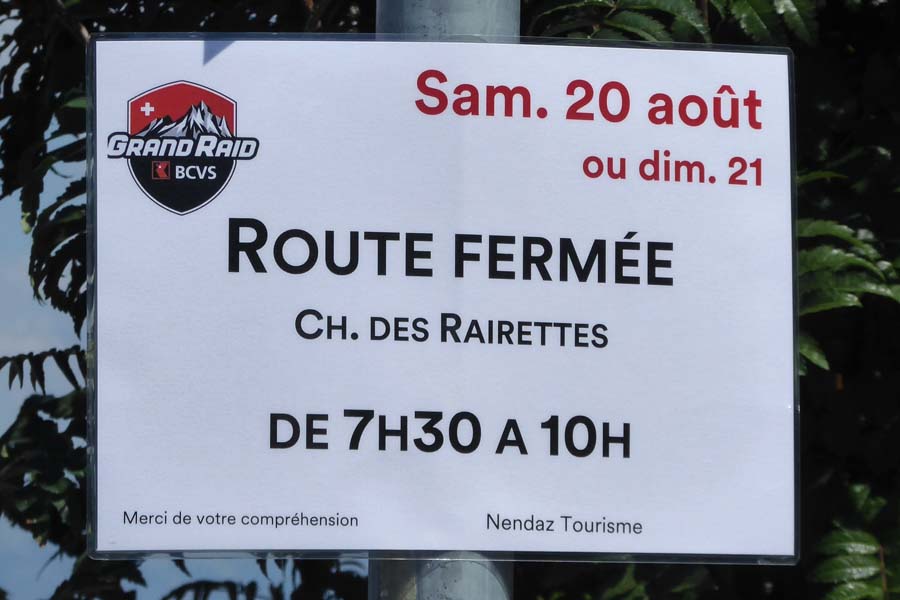 Sam. 20 août
ou dim. 21
GRAND RAID
BCVS
ROUTE FERMÉE
CH. DES RAIRETTES
DE 7H30 A 10H
Merci de votre compréhension
Nendaz Tourisme